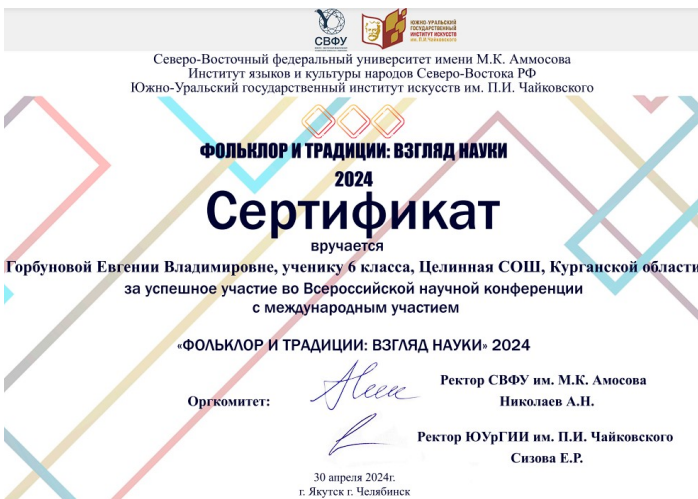 СВФУ
ЮЖНО-УРАЛЬСКИЙ
ГОСУДАРСТВЕННЫЙ
ИНСТИТУТ ИСКУССТВ
им. П.И. Чайковского
Северо-Восточный федеральный университет имени М.К. Аммосова
Институт языков и культуры народов Северо-Востока РФ
Южно-Уральский государственный институт искусств им. П.И. Чайковского
ФОЛЬКЛОР И ТРАДИЦИИ: ВЗГЛЯД НАУКИ
2024
Сертификат
вручается
Горбуновой Евгении Владимировне, ученику 6 класса, Целинная СОШ, Курганской области
за успешное участие во Всероссийской научной конференции
с международным участием
«ФОЛЬКЛОР И ТРАДИЦИИ: ВЗГЛЯД НАУКИ» 2024
Ректор СВФУ им. М.К. Амосова
Оргкомитет:
Николаев А.Н.
Ректор ЮУрГИИ им. П.И. Чайковского
Сизова Е.Р.
30 апреля 2024г.
г. Якутск г. Челябинск